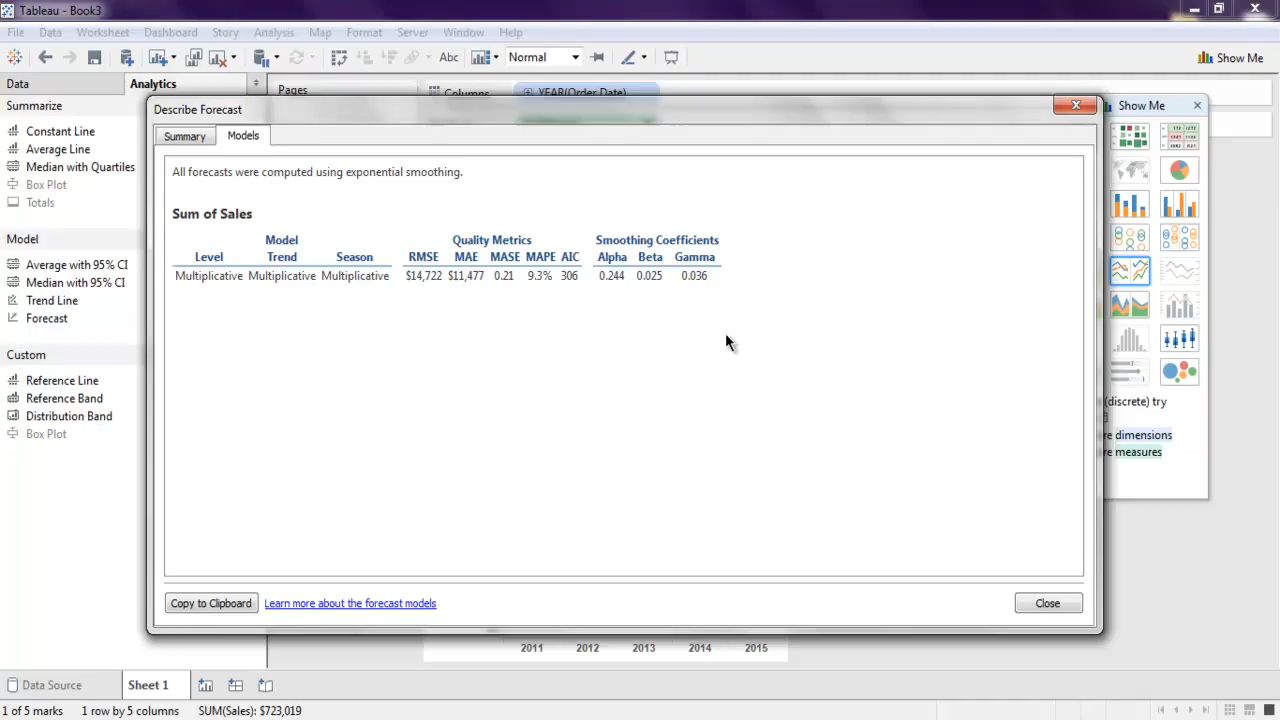 Tableau - Book3
File Data Worksheet Dashboard Story Analysis Map Format Server Window Help
Abc Normal Show Me
Data Analytics Pages Columns YEAR(Order Date)
Summarize
Constant Line
Average Line
Median with Quartiles
Box Plot
Totals
Model
Average with 95% CI
Median with 95% CI
Trend Line
Forecast
Custom
Reference Line
Reference Band
Distribution Band
Box Plot
Describe Forecast
Summary Models
All forecasts were computed using exponential smoothing.
Sum of Sales
Model Quality Metrics Smoothing Coefficients
Level Trend Season RMSE MAE MASE MAPE AIC Alpha Beta Gamma
Multiplicative Multiplicative Multiplicative $14,722 $11,477 0.21 9.3% 306 0.244 0.025 0.036
Copy to Clipboard Learn more about the forecast models Close
Show Me
(discrete) try
dimensions
measures
2011 2012 2013 2014 2015
Data Source Sheet 1
1 of 5 marks 1 row by 5 columns SUM(Sales): $723,019